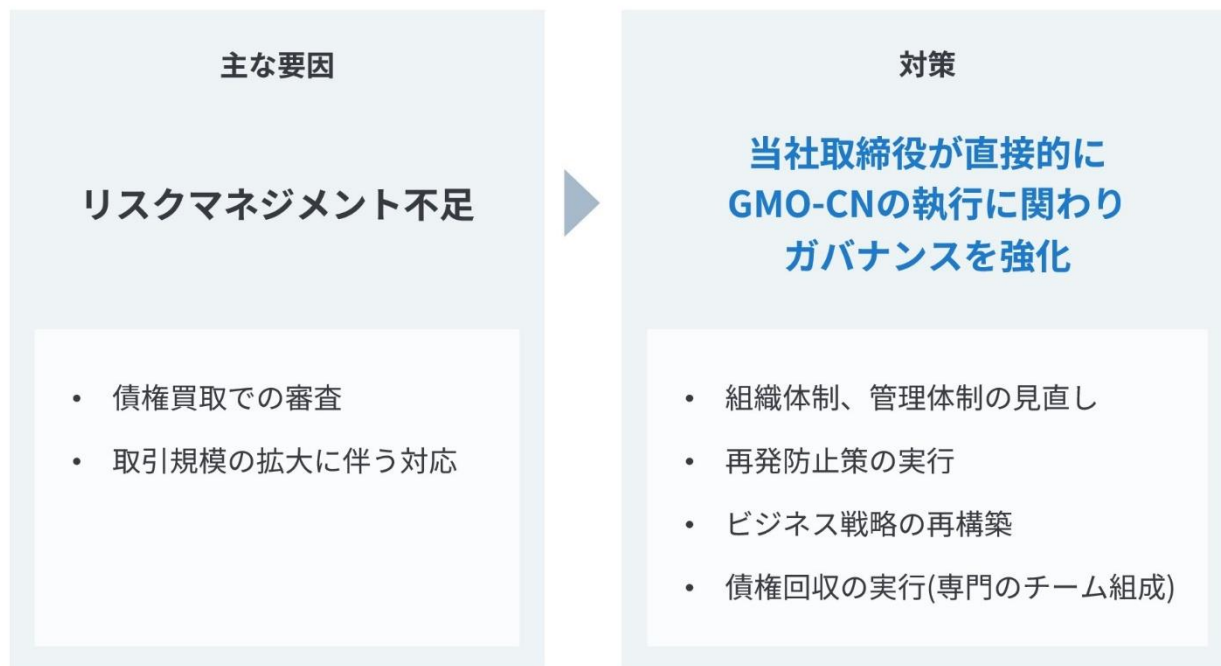 主な要因
リスクマネジメント不足
• 債権買取での審査
• 取引規模の拡大に伴う対応
対策
当社取締役が直接的に
GMO-CNの執行に関わり
ガバナンスを強化
• 組織体制、管理体制の見直し
• 再発防止策の実行
• ビジネス戦略の再構築
• 債権回収の実行(専門のチーム組成)